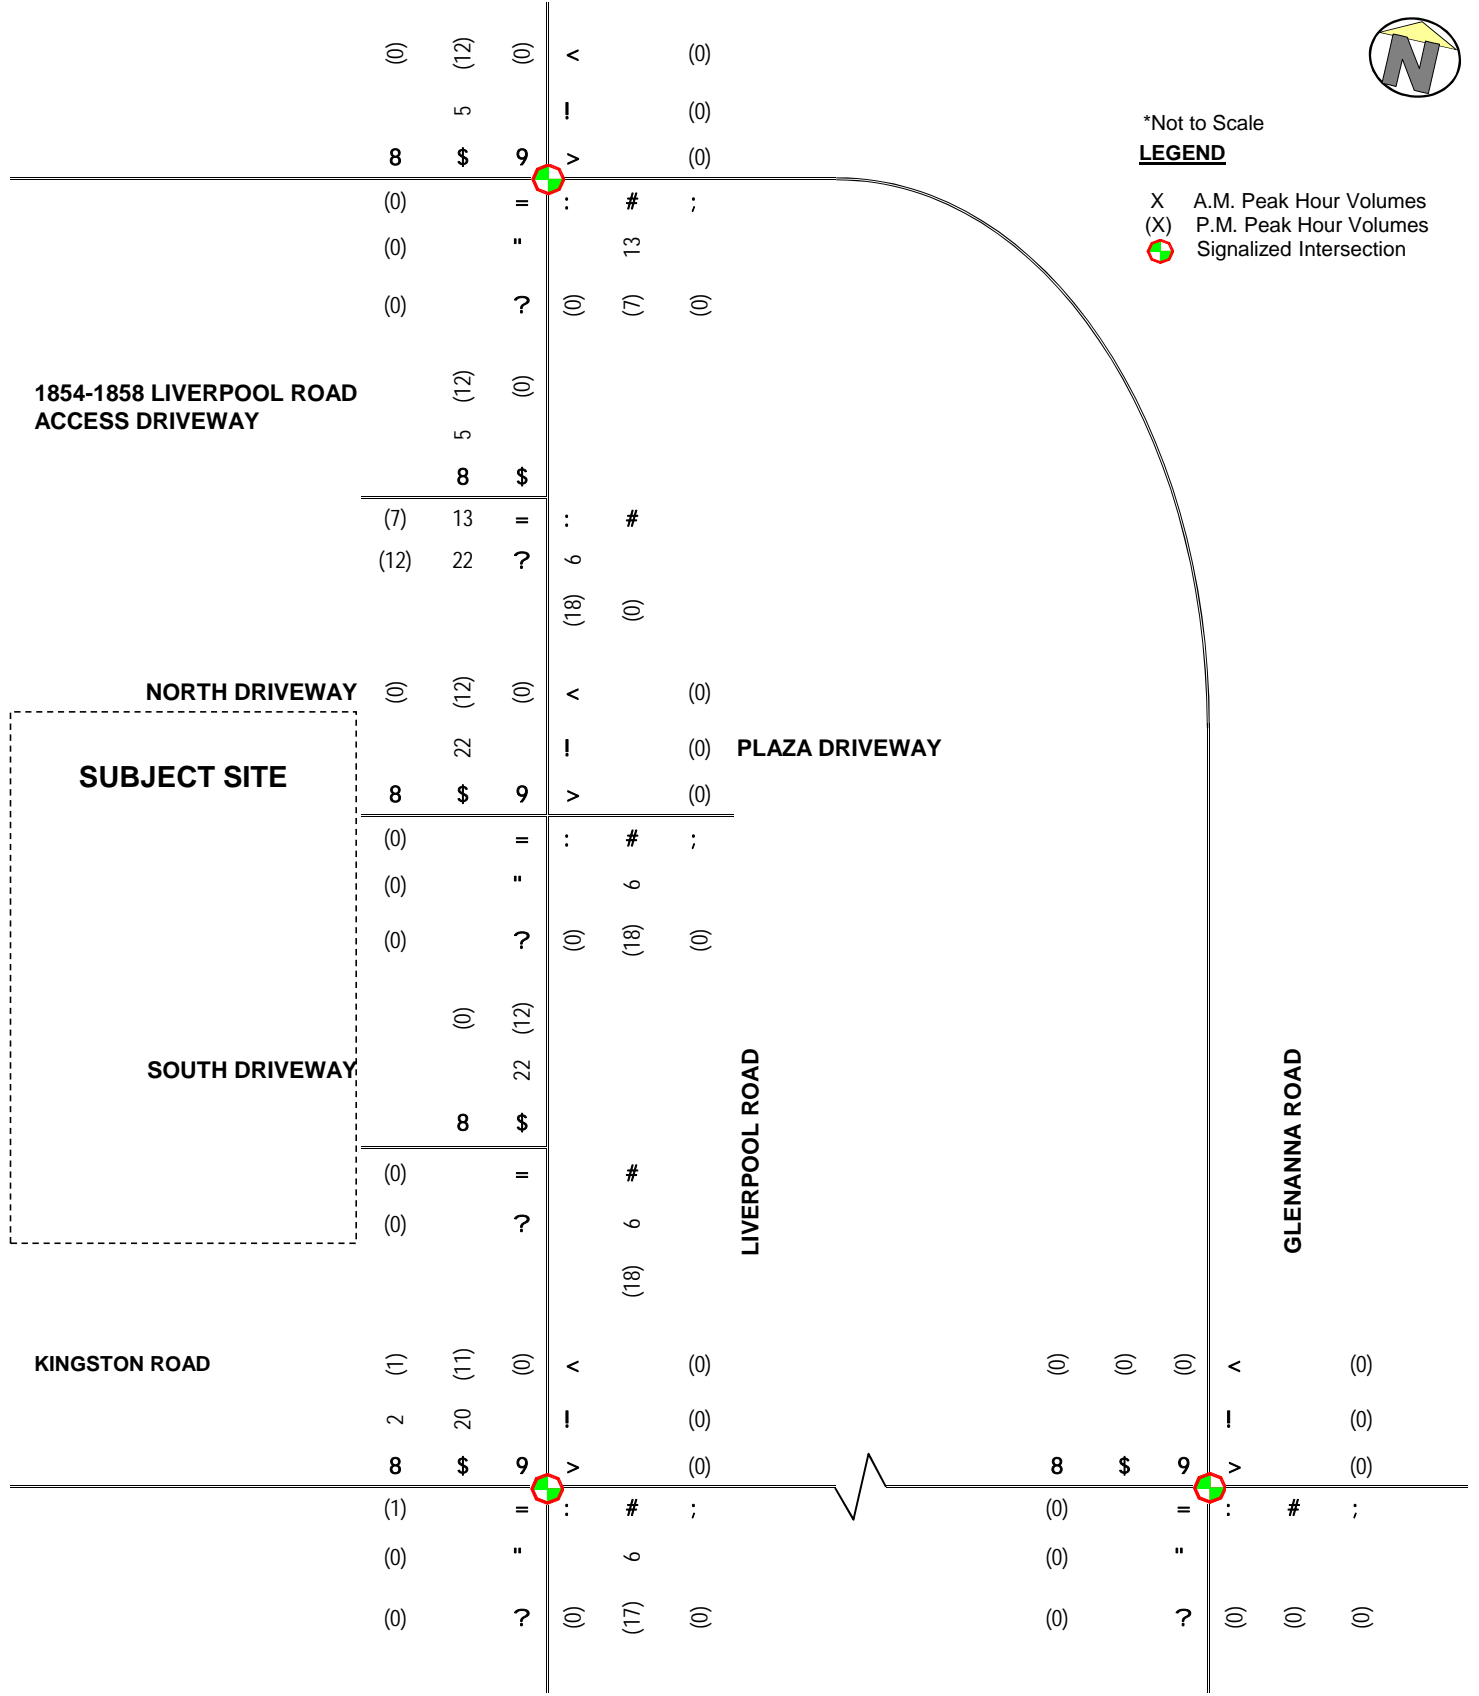 (0) (12) (0) < (0)
5 ! (0)
8 $ 9 > (0)
N
*Not to Scale
LEGEND
X A.M. Peak Hour Volumes
(X) P.M. Peak Hour Volumes
Signalized Intersection
(0) = : # ;
(0) " 13
(0) ? (0) (7) (0)
1854-1858 LIVERPOOL ROAD
ACCESS DRIVEWAY
(12) (0)
5
8 $
(7) 13 = : #
(12) 22 ? 6
(18) (0)
NORTH DRIVEWAY (0) (12) (0) < (0)
22 ! (0) PLAZA DRIVEWAY
SUBJECT SITE
8 $ 9 > (0)
(0) = : # ;
(0) " 6
(0) ? (0) (18) (0)
(0) (12)
SOUTH DRIVEWAY 22
8 $
LIVERPOOL ROAD
GLENANNA ROAD
(0) = #
(0) ? 6
(18)
KINGSTON ROAD (1) (11) (0) < (0) (0) (0) (0) < (0)
2 20 ! (0) ! (0)
8 $ 9 > (0) 8 $ 9 > (0)
(1) = : # ; (0) = : # ;
(0) " 6 (0) "
(0) ? (0) (17) (0) (0) ? (0) (0) (0)